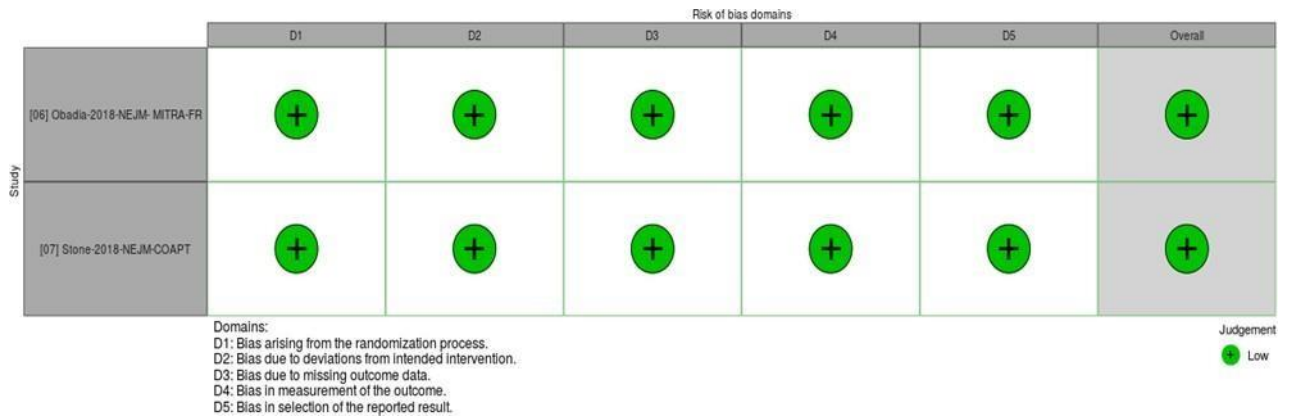 Risk of bias domains
D1 D2 D3 D4 D5 Overall
Study
[06] Obadia-2018-NEJM- MITRA-FR
+ + + + + +
[07] Stone-2018-NEJM-COAPT
+ + + + + +
Domains:
D1: Bias arising from the randomization process.
D2: Bias due to deviations from intended intervention.
D3: Bias due to missing outcome data.
D4: Bias in measurement of the outcome.
D5: Bias in selection of the reported result.
Judgement
+ Low